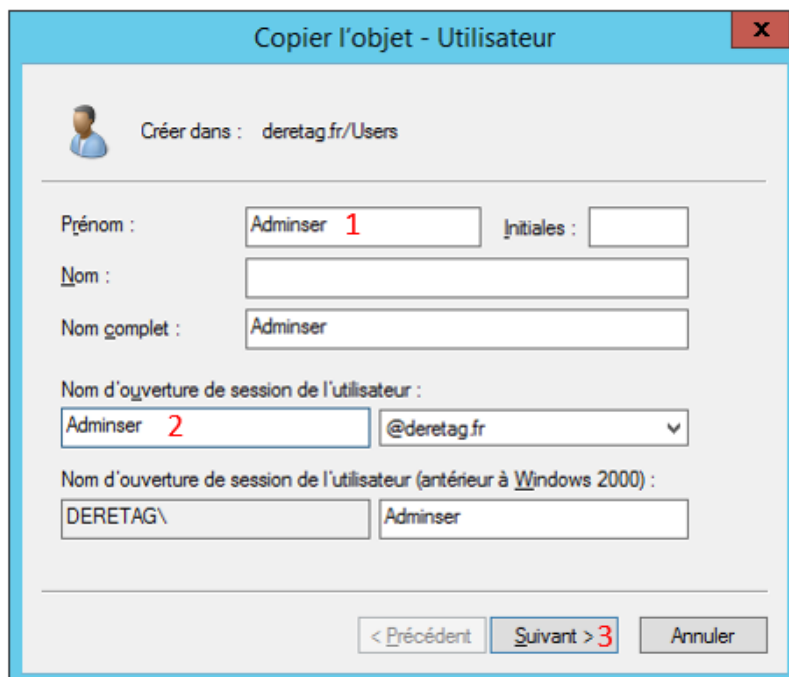 Copier l'objet - Utilisateur
x
Créer dans : deretag.fr/Users
Prénom : Adminser 1 Initiales :
Nom :
Nom complet : Adminser
Nom d'ouverture de session de l'utilisateur :
Adminser 2 @deretag.fr
Nom d'ouverture de session de l'utilisateur (antérieur à Windows 2000) :
DERETAG\ Adminser
< Précédent Suivant > 3 Annuler